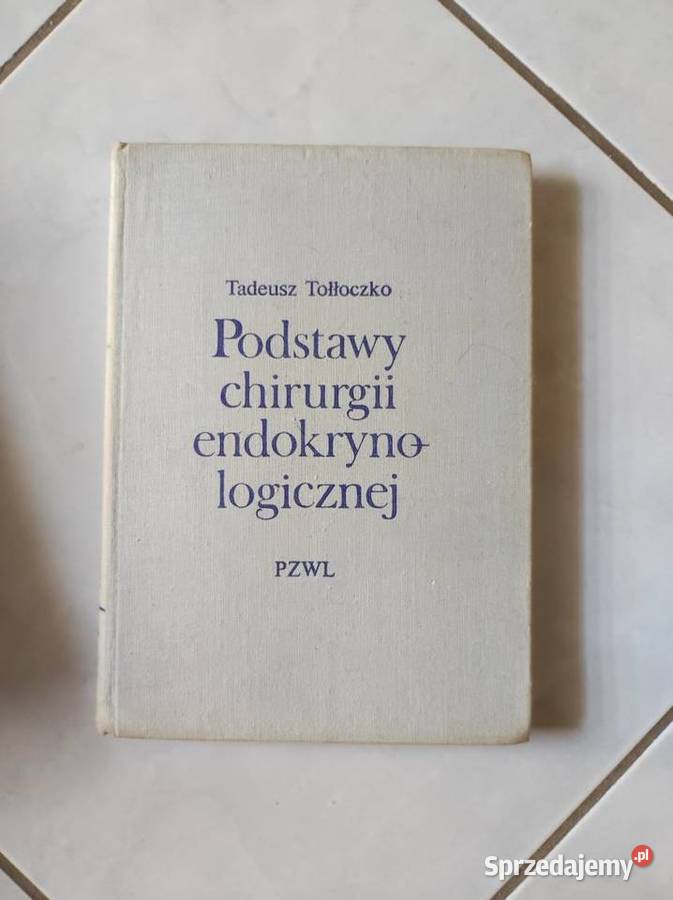 Tadeusz Tołłoczko
Podstawy
chirurgii
endokryno-
logicznej
PZWL
Sprzedajemy.pl